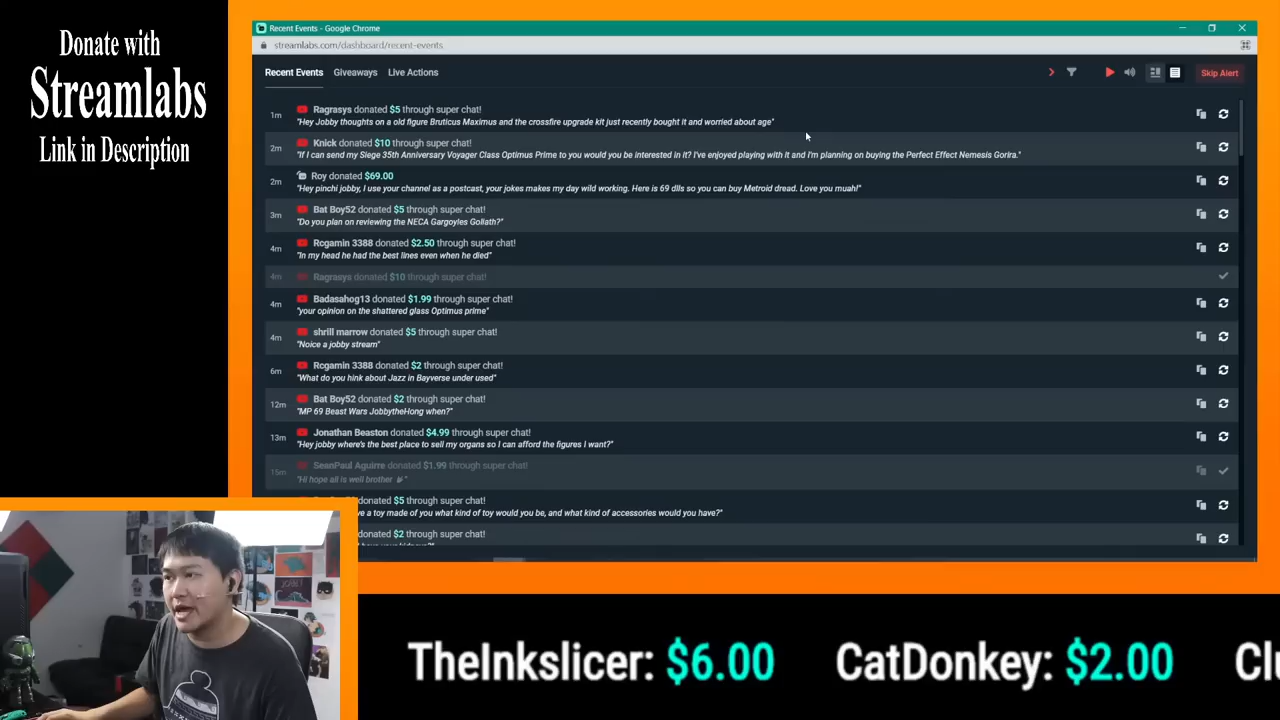 Donate with
Streamlabs
Link in Description
Recent Events - Google Chrome
streamlabs.com/dashboard/recent-events
Recent Events Giveaways Live Actions Skip Alert
1m Ragrasys donated $5 through super chat!
"Hey Jobby thoughts on a old figure Bruticus Maximus and the crossfire upgrade kit just recently bought it and worried about age"
2m Knick donated $10 through super chat!
"If I can send my Siege 35th Anniversary Voyager Class Optimus Prime to you would you be interested in it? I've enjoyed playing with it and i'm planning on buying the Perfect Effect Nemesis Gorira."
2m Roy donated $69.00
"Hey pinchi jobby, I use your channel as a postcast, your jokes makes my day wild working. Here is 69 dlls so you can buy Metroid dread. Love you muah!"
3m Bat Boy52 donated $5 through super chat!
"Do you plan on reviewing the NECA Gargoyles Goliath?"
4m Rcgamin 3388 donated $2.50 through super chat!
"In my head he had the best lines even when he died"
4m Ragrasys donated $10 through super chat!
4m Badasahog13 donated $1.99 through super chat!
"your opinion on the shattered glass Optimus prime"
4m shrill marrow donated $5 through super chat!
"Noice a jobby stream"
6m Rcgamin 3388 donated $2 through super chat!
"What do you hink about Jazz in Bayverse under used"
12m Bat Boy52 donated $2 through super chat!
"MP 69 Beast Wars JobbytheHong when?"
13m Jonathan Beaston donated $4.99 through super chat!
"Hey jobby where's the best place to sell my organs so I can afford the figures I want?"
15m SeanPaul Aguirre donated $1.99 through super chat!
"Hi hope all is well brother
donated $5 through super chat!
e a toy made of you what kind of toy would you be, and what kind of accessories would you have?"
donated $2 through super chat!
TheInkslicer: $6.00 CatDonkey: $2.00 Cl